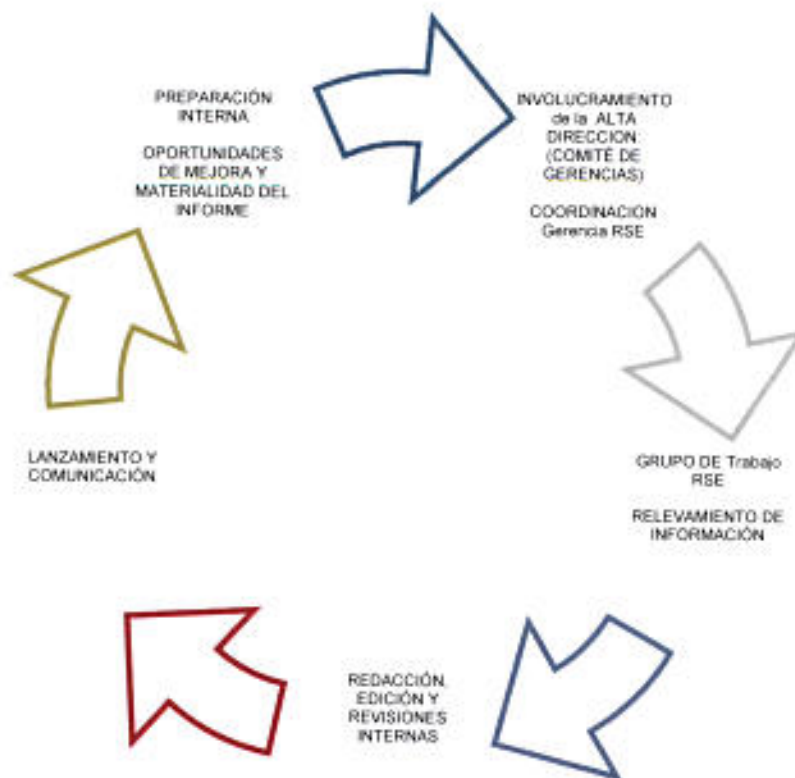 PREPARACIÓN
INTERNA
OPORTUNIDADES
DE MEJORA Y
MATERIALIDAD DEL
INFORME
INVOLUCRAMIENTO
de la ALTA
DIRECCION:
(COMITÉ DE
GERENCIAS)
COORDINACION
Gerencia RSE
GRUPO DE Trabajo
RSE
RELEVAMIENTO DE
INFORMACIÓN
REDACCIÓN,
EDICIÓN Y
REVISIONES
INTERNAS
LANZAMIENTO Y
COMUNICACIÓN